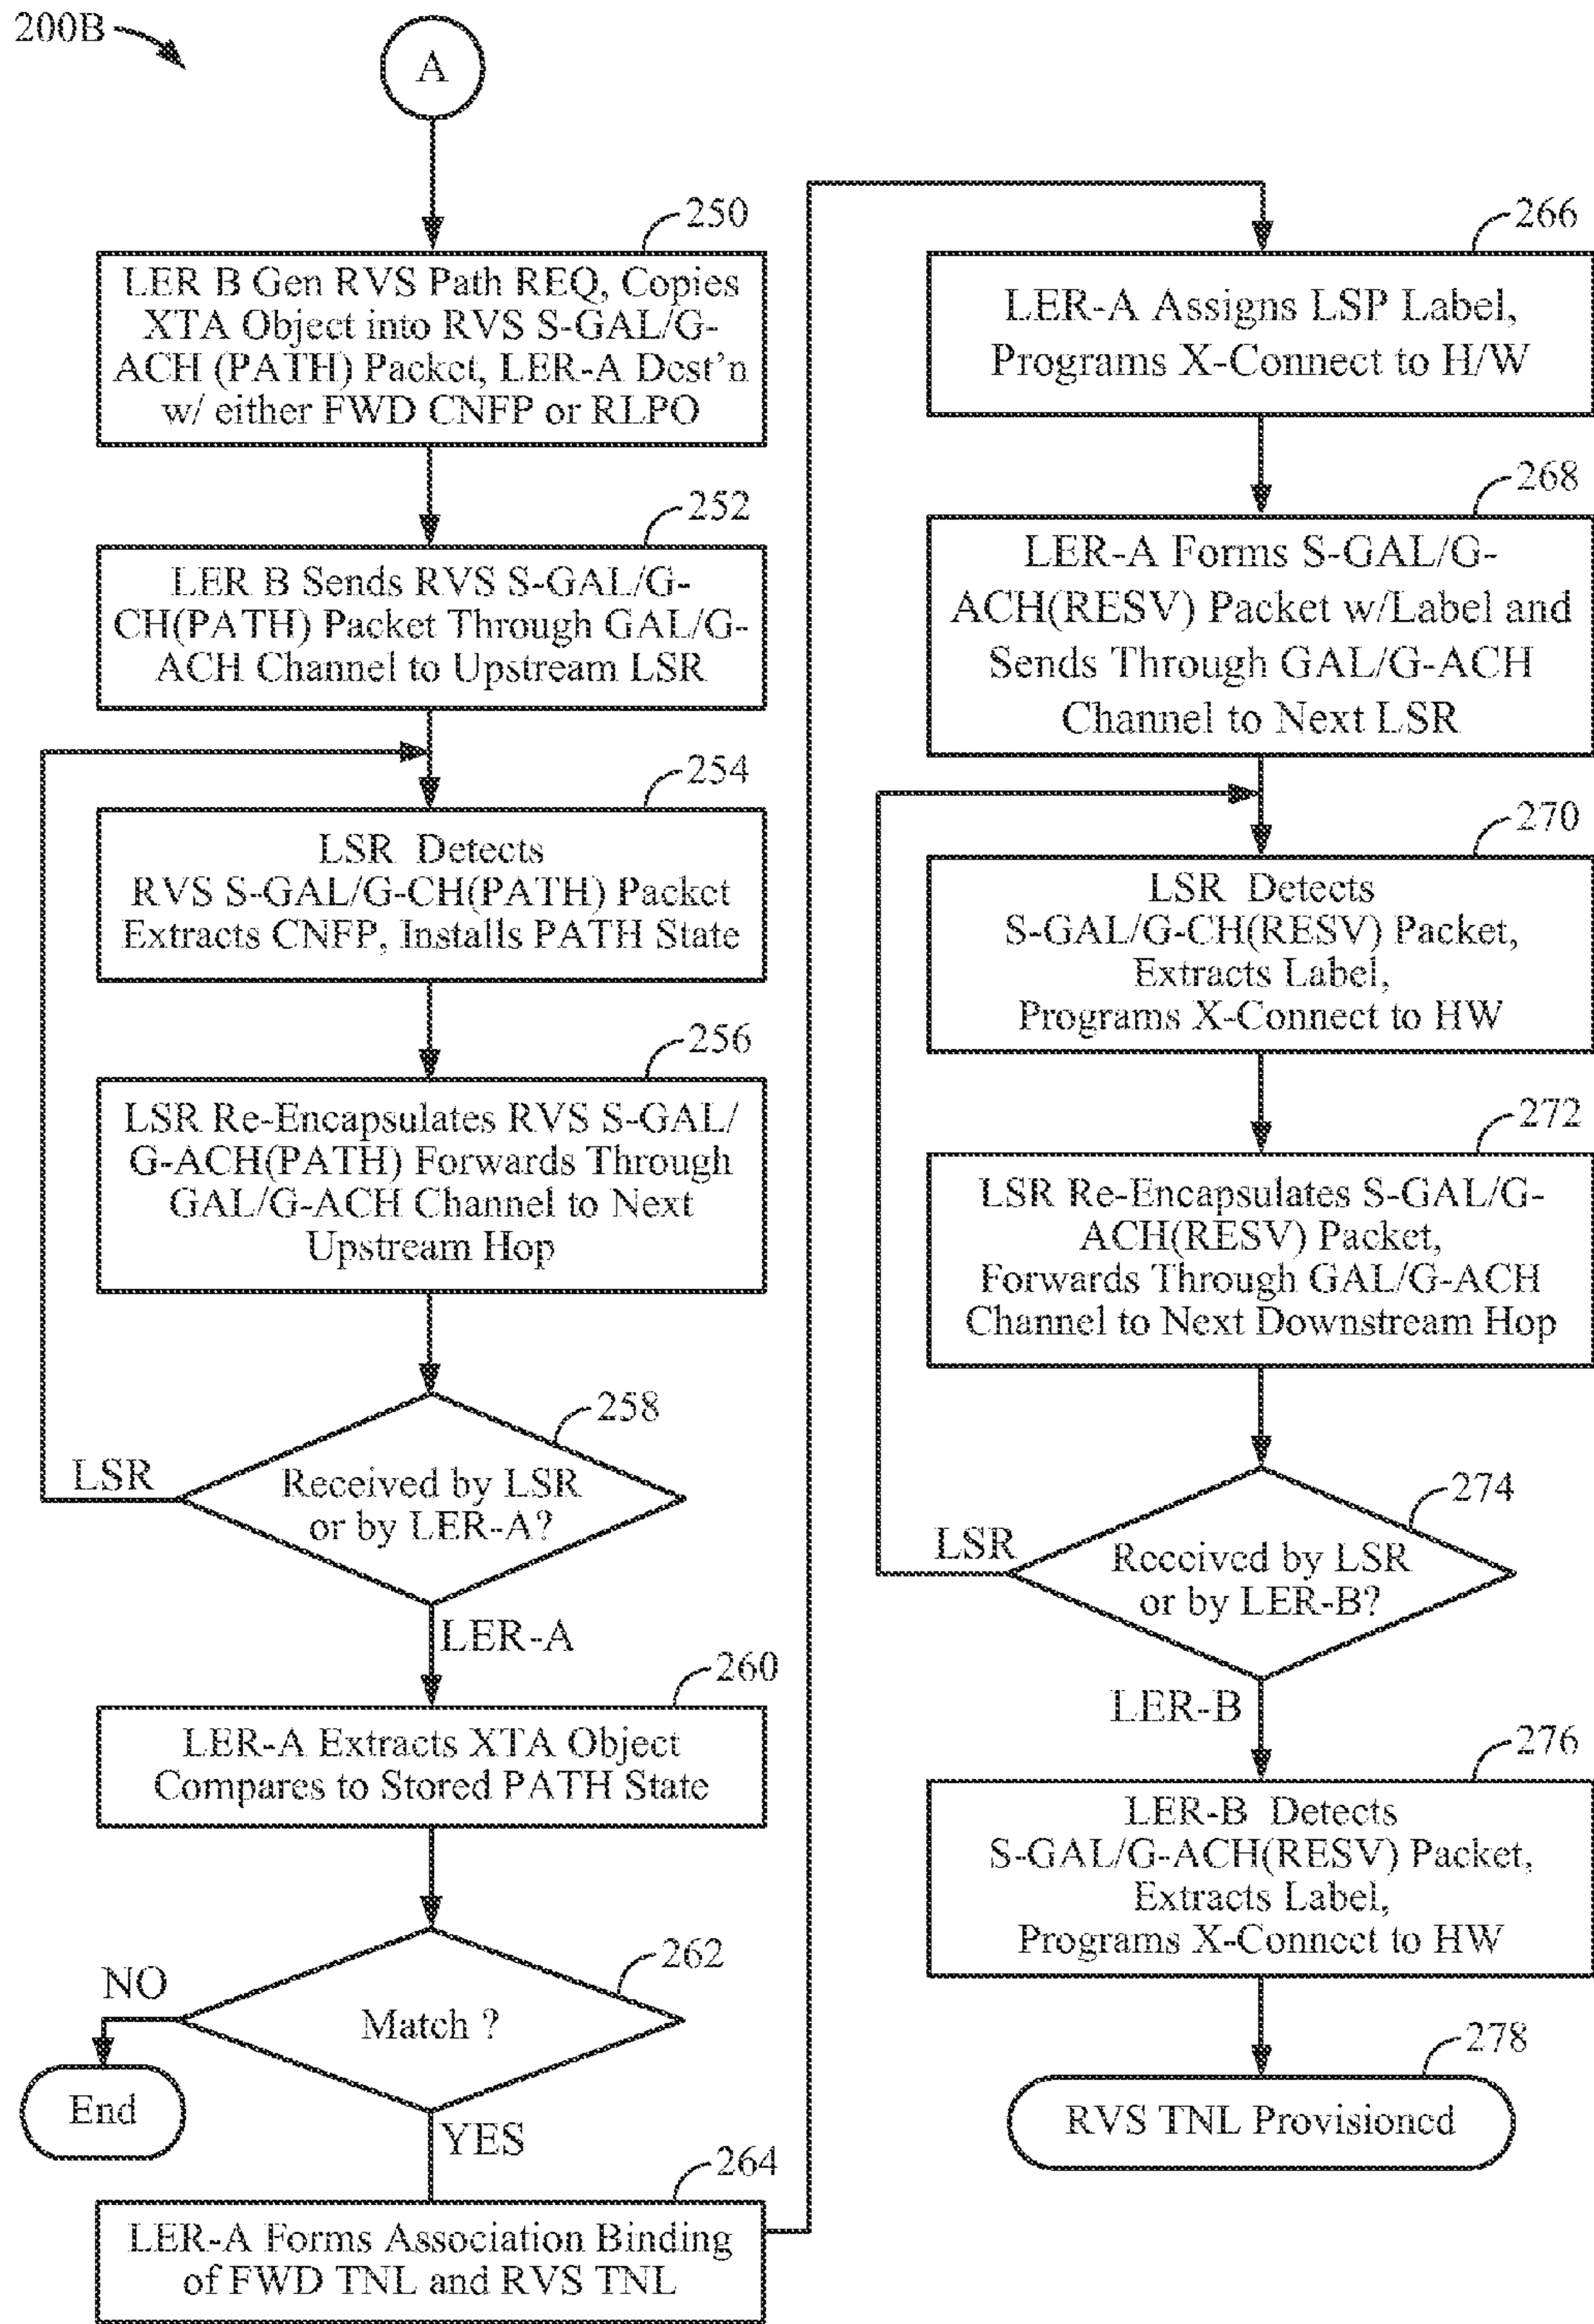 200B
A
250
LER B Gen RVS Path REQ, Copies
XTA Object into RVS S-GAL/G-
ACH (PATH) Packet, LER-A Dest'n
w/ either FWD CNFP or RLPO
252
LER B Sends RVS S-GAL/G-
CH(PATH) Packet Through GAL/G-
ACH Channel to Upstream LSR
254
LSR Detects
RVS S-GAL/G-CH(PATH) Packet
Extracts CNFP, Installs PATH State
256
LSR Re-Encapsulates RVS S-GAL/
G-ACH(PATH) Forwards Through
GAL/G-ACH Channel to Next
Upstream Hop
258
LSR
Received by LSR
or by LER-A?
LER-A
260
LER-A Extracts XTA Object
Compares to Stored PATH State
262
NO
Match ?
End
YES
264
LER-A Forms Association Binding
of FWD TNL and RVS TNL
266
LER-A Assigns LSP Label,
Programs X-Connect to H/W
268
LER-A Forms S-GAL/G-
ACH(RESV) Packet w/Label and
Sends Through GAL/G-ACH
Channel to Next LSR
270
LSR Detects
S-GAL/G-CH(RESV) Packet,
Extracts Label,
Programs X-Connect to HW
272
LSR Re-Encapsulates S-GAL/G-
ACH(RESV) Packet,
Forwards Through GAL/G-ACH
Channel to Next Downstream Hop
274
LSR
Received by LSR
or by LER-B?
LER-B
276
LER-B Detects
S-GAL/G-ACH(RESV) Packet,
Extracts Label,
Programs X-Connect to HW
278
RVS TNL Provisioned